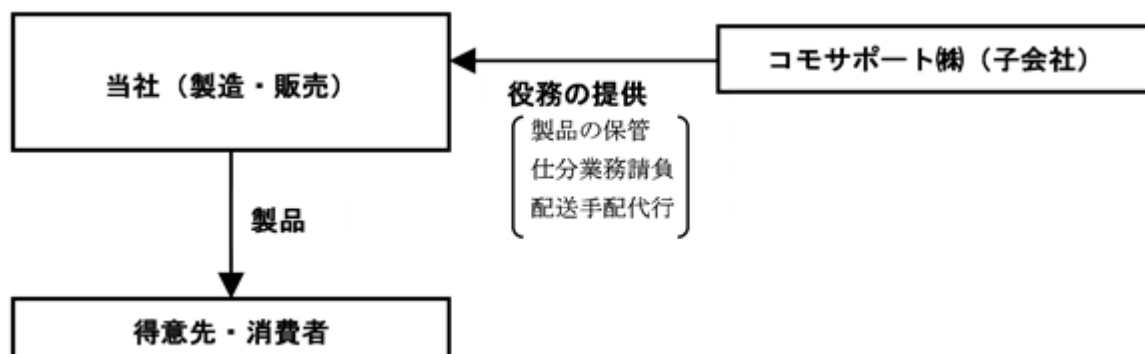 当社（製造・販売）
コモサポート㈱（子会社）
役務の提供
製品の保管
仕分業務請負
配送手配代行
製品
得意先・消費者